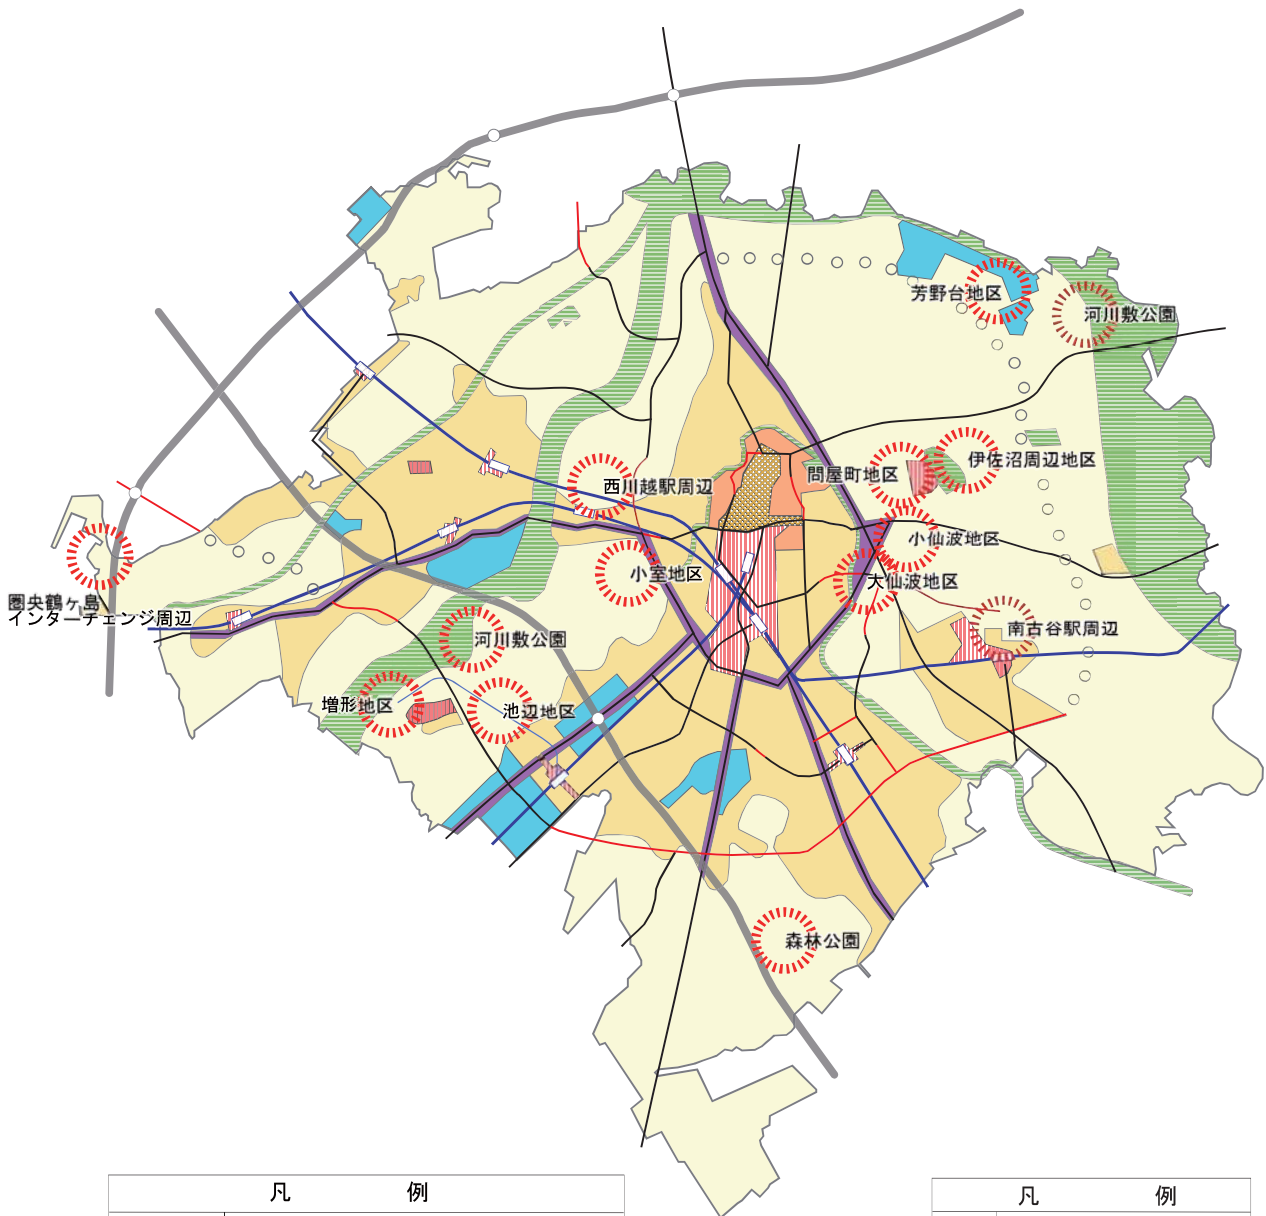 芳野台地区
河川敷公園
伊佐沼周辺地区
問屋町地区
西川越駅周辺
小仙波地区
小室地区
大仙波地区
圏央鶴ヶ島
インターチェンジ周辺
南古谷駅周辺
河川敷公園
増形地区
池辺地区
森林公園
凡 例
凡 例